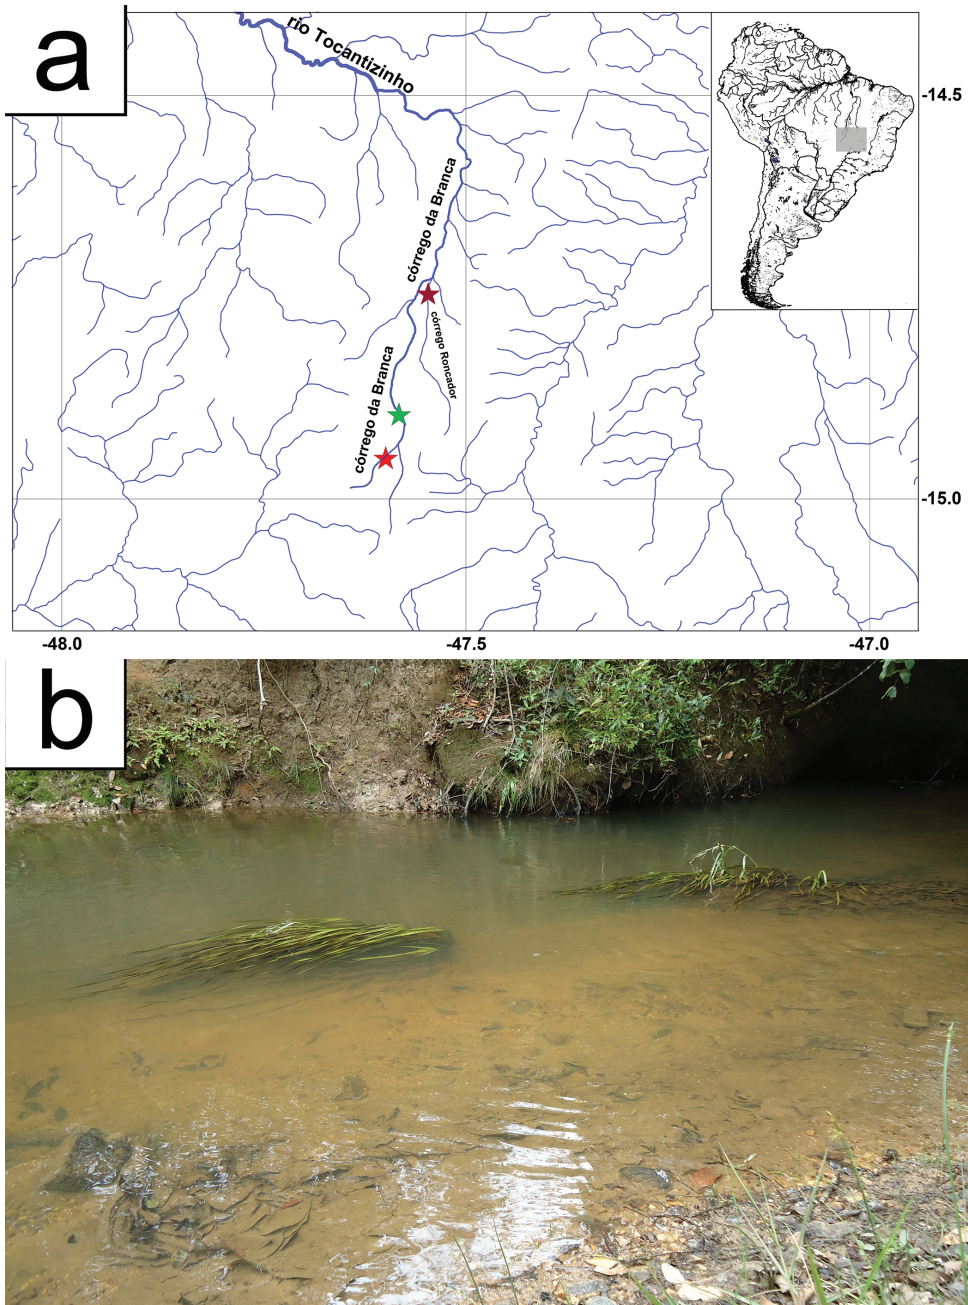 a
rio Tocantizinho
-14.5
córrego da Branca
córrego Roncador
córrego da Branca
-15.0
-48.0
-47.5
-47.0
b